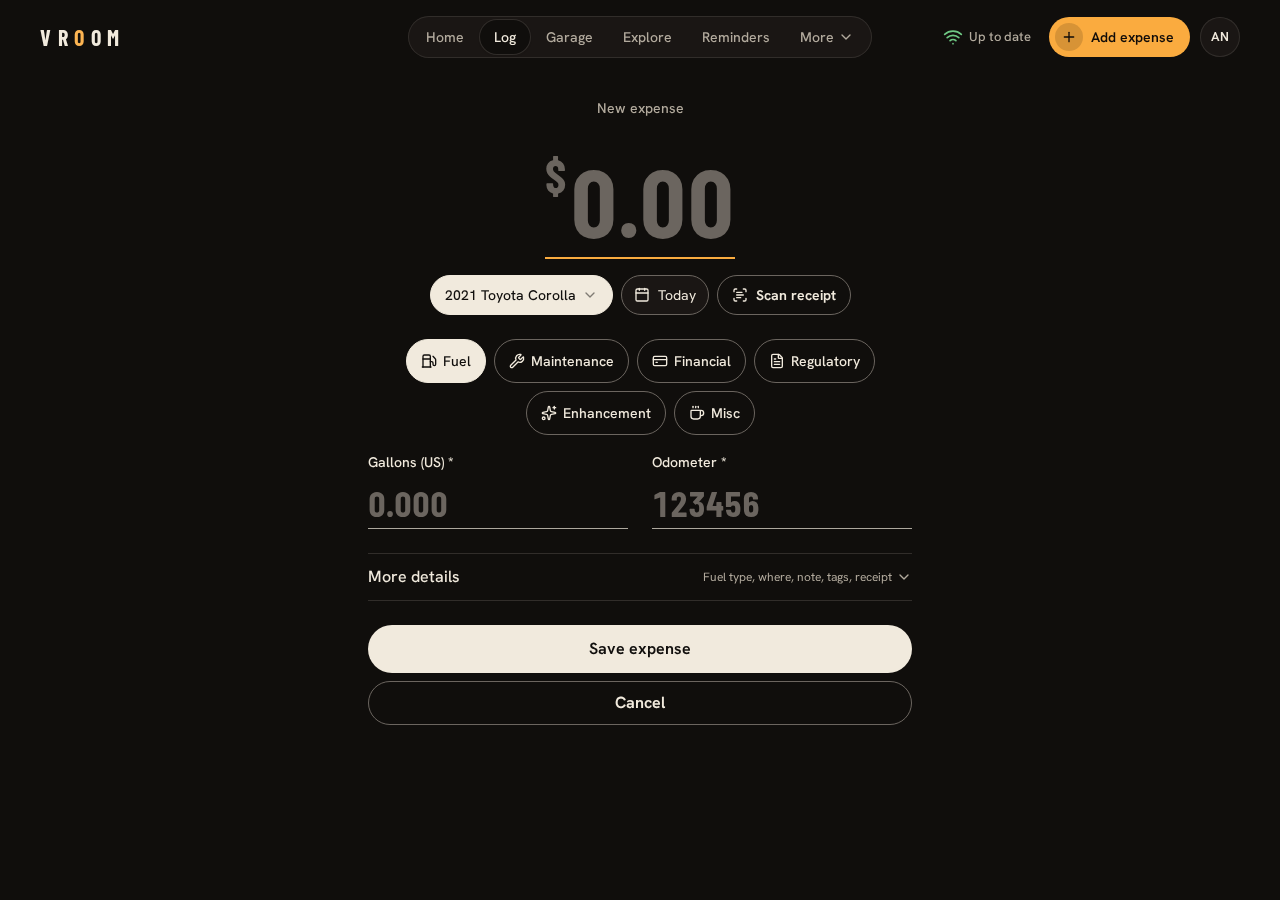 VROOM Home Log Garage Explore Reminders More Up to date Add expense AN
New expense
$0.00
2021 Toyota Corolla Today Scan receipt
Fuel Maintenance Financial Regulatory
Enhancement Misc
Gallons (US) * Odometer *
0.000 123456
More details Fuel type, where, note, tags, receipt
Save expense
Cancel